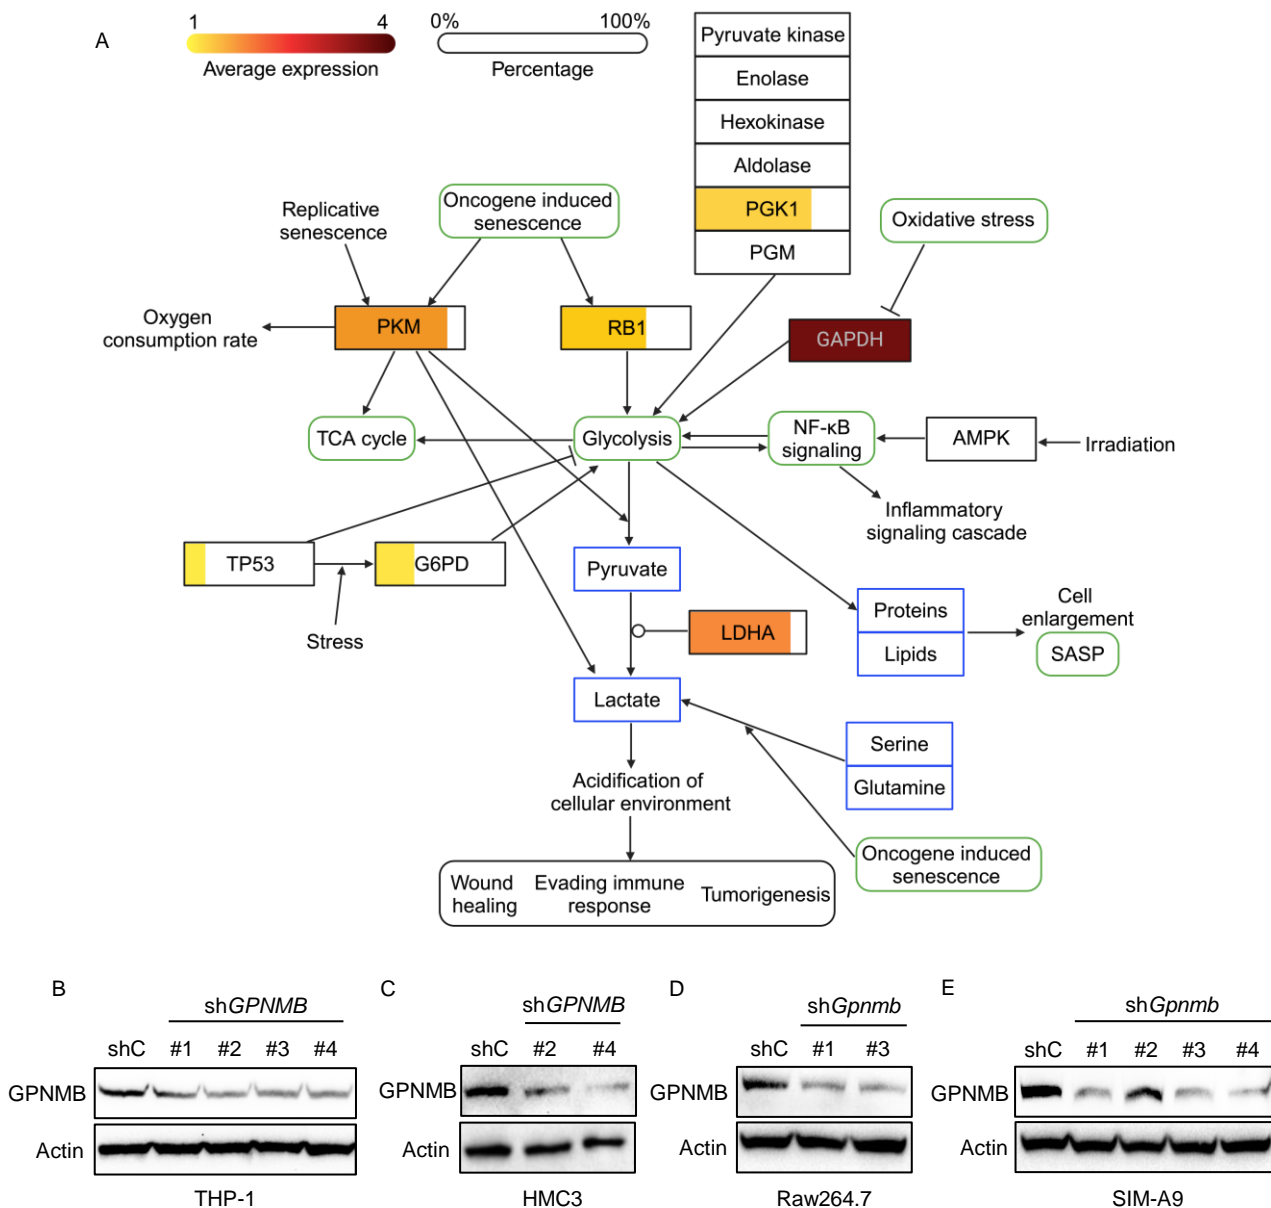 A
1 4
Average expression
0% 100%
Percentage
Pyruvate kinase
Enolase
Hexokinase
Aldolase
PGK1
PGM
Replicative
senescence
Oncogene induced
senescence
Oxidative stress
Oxygen
consumption rate
PKM
RB1
GAPDH
TCA cycle
Glycolysis
NF-κB
signaling
AMPK
Irradiation
Inflammatory
signaling cascade
TP53
G6PD
Stress
Pyruvate
LDHA
Lactate
Proteins
Lipids
Cell
enlargement
SASP
Serine
Glutamine
Acidification of
cellular environment
Oncogene induced
senescence
Wound
healing
Evading immune
response
Tumorigenesis
B
shGPNMB
shC #1 #2 #3 #4
GPNMB
Actin
THP-1
C
shGPNMB
shC #2 #4
GPNMB
Actin
HMC3
D
shGpnmb
shC #1 #3
GPNMB
Actin
Raw264.7
E
shGpnmb
shC #1 #2 #3 #4
GPNMB
Actin
SIM-A9